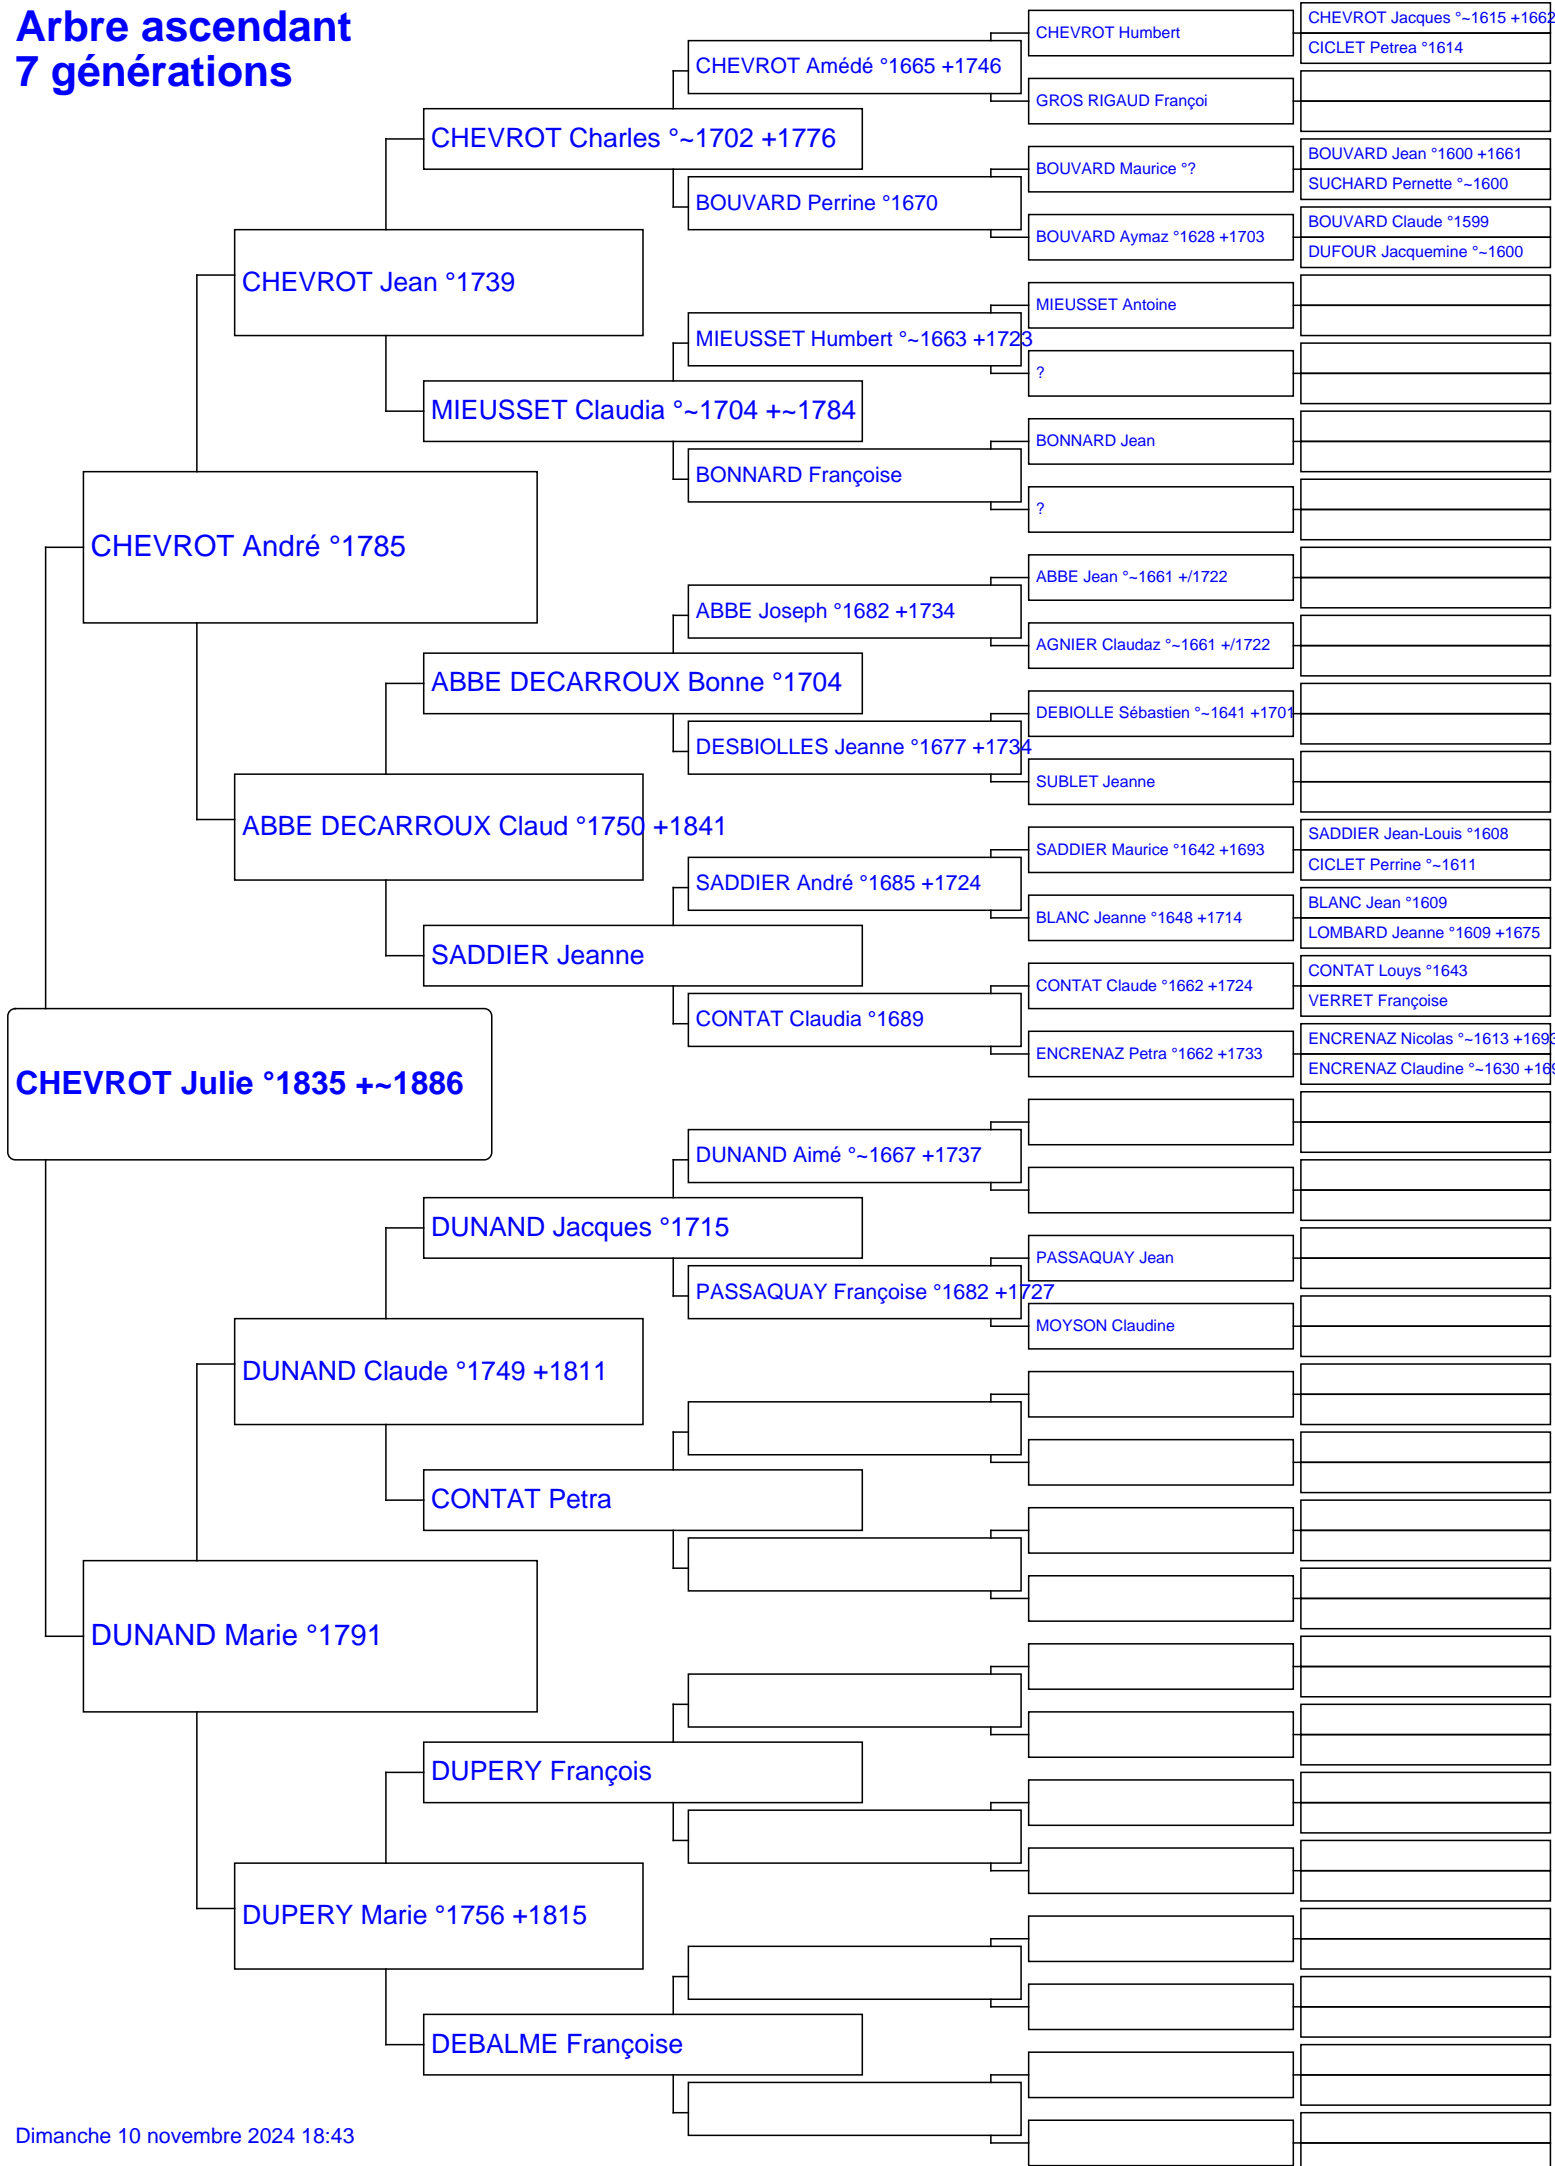 Arbre ascendant
7 générations
CHEVROT Julie °1835 +~1886
CHEVROT André °1785
DUNAND Marie °1791
CHEVROT Jean °1739
ABBE DECARROUX Claud °1750 +1841
DUNAND Claude °1749 +1811
DUPERY Marie °1756 +1815
CHEVROT Charles °~1702 +1776
MIEUSSET Claudia °~1704 +~1784
ABBE DECARROUX Bonne °1704
SADDIER Jeanne
DUNAND Jacques °1715
CONTAT Petra
DUPERY François
DEBALME Françoise
CHEVROT Amédé °1665 +1746
BOUVARD Perrine °1670
MIEUSSET Humbert °~1663 +1723
BONNARD Françoise
ABBE Joseph °1682 +1734
DESBIOLLES Jeanne °1677 +1734
SADDIER André °1685 +1724
CONTAT Claudia °1689
DUNAND Aimé °~1667 +1737
PASSAQUAY Françoise °1682 +1727
CHEVROT Humbert
GROS RIGAUD Françoi
BOUVARD Maurice °?
BOUVARD Aymaz °1628 +1703
MIEUSSET Antoine
?
BONNARD Jean
?
ABBE Jean °~1661 +/1722
AGNIER Claudaz °~1661 +/1722
DEBIOLLE Sébastien °~1641 +1701
SUBLET Jeanne
SADDIER Maurice °1642 +1693
BLANC Jeanne °1648 +1714
CONTAT Claude °1662 +1724
ENCRENAZ Petra °1662 +1733
PASSAQUAY Jean
MOYSON Claudine
CHEVROT Jacques °~1615 +1662
CICLET Petrea °1614
BOUVARD Jean °1600 +1661
SUCHARD Pernette °~1600
BOUVARD Claude °1599
DUFOUR Jacquemine °~1600
SADDIER Jean-Louis °1608
CICLET Perrine °~1611
BLANC Jean °1609
LOMBARD Jeanne °1609 +1675
CONTAT Louys °1643
VERRET Françoise
ENCRENAZ Nicolas °~1613 +1693
ENCRENAZ Claudine °~1630
Dimanche 10 novembre 2024 18:43